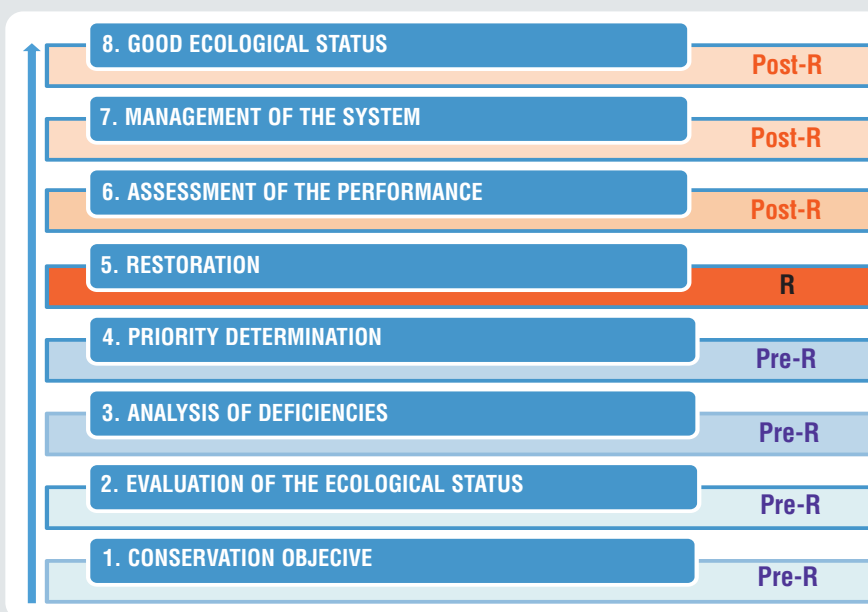 8. GOOD ECOLOGICAL STATUS
Post-R
7. MANAGEMENT OF THE SYSTEM
Post-R
6. ASSESSMENT OF THE PERFORMANCE
Post-R
5. RESTORATION
R
4. PRIORITY DETERMINATION
Pre-R
3. ANALYSIS OF DEFICIENCIES
Pre-R
2. EVALUATION OF THE ECOLOGICAL STATUS
Pre-R
1. CONSERVATION OBJECIVE
Pre-R